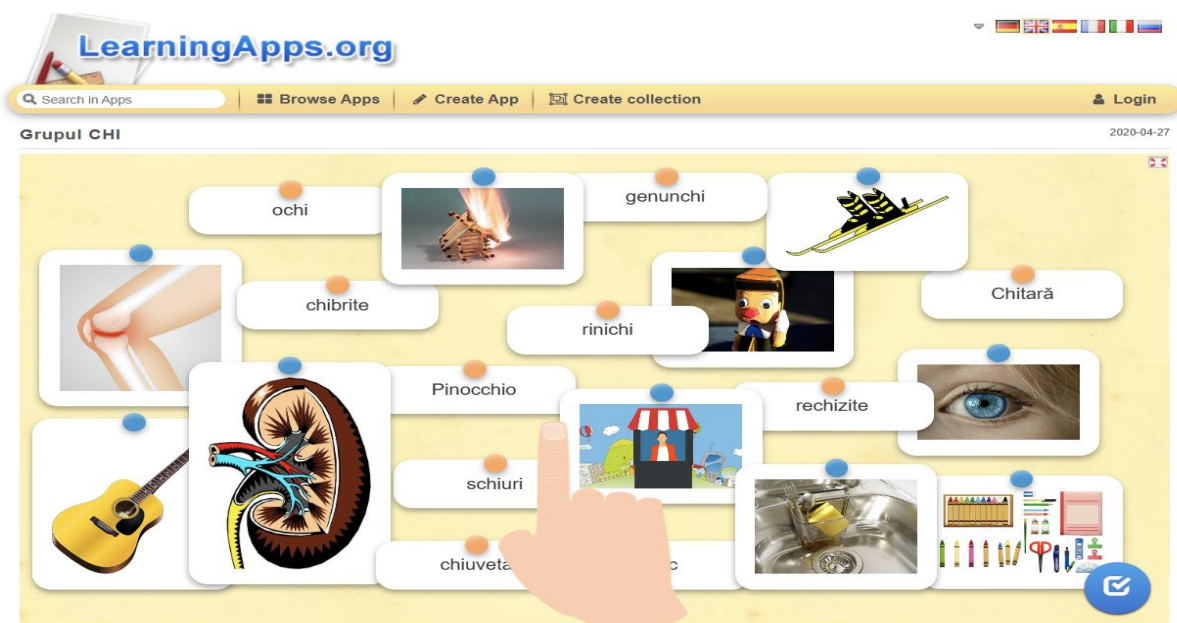 LearningApps.org
Search in Apps
Browse Apps
Create App
Create collection
Login
Grupul CHI
2020-04-27
ochi
genunchi
chibrite
Chitară
rinichi
Pinocchio
rechizite
schiuri
chiuvetă